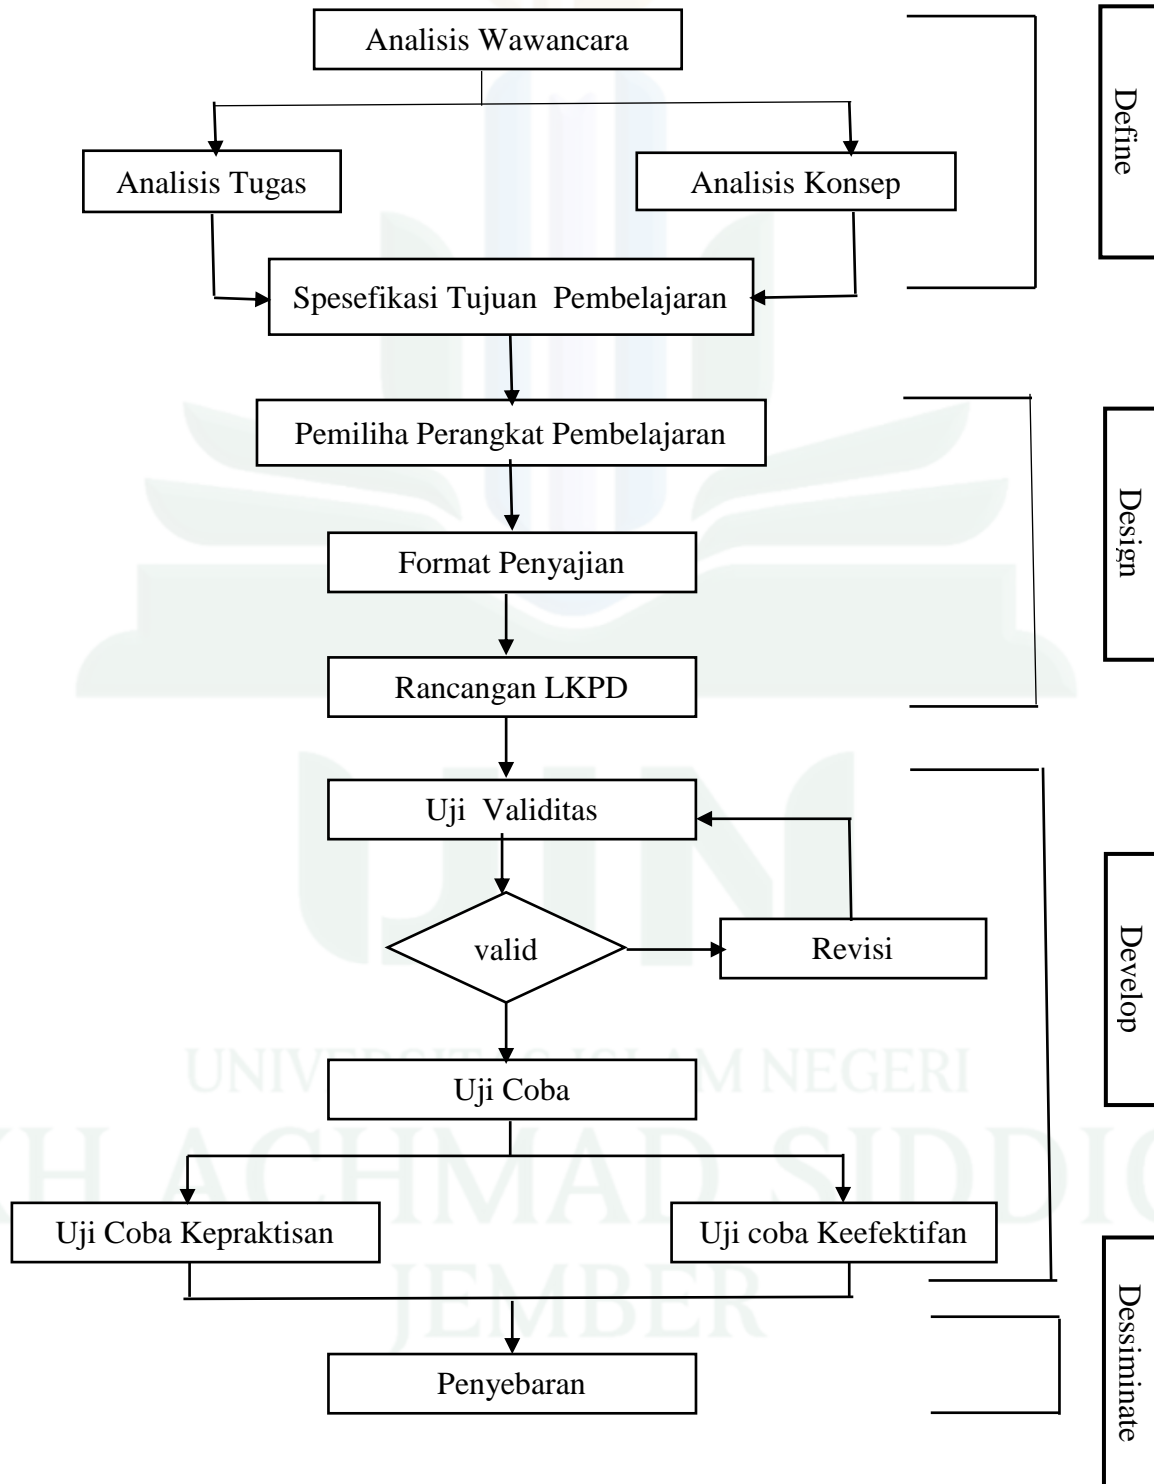 Analisis Wawancara
Define
Analisis Tugas
Analisis Konsep
Spesefikasi Tujuan Pembelajaran
Pemiliha Perangkat Pembelajaran
Design
Format Penyajian
Rancangan LKPD
Uji Validitas
valid
Revisi
Develop
Uji Coba
Uji Coba Kepraktisan
Uji coba Keefektifan
Dessiminate
Penyebaran
UIN
UNIVERSITAS ISLAM NEGERI
KH ACHMAD SIDDIQ
JEMBER